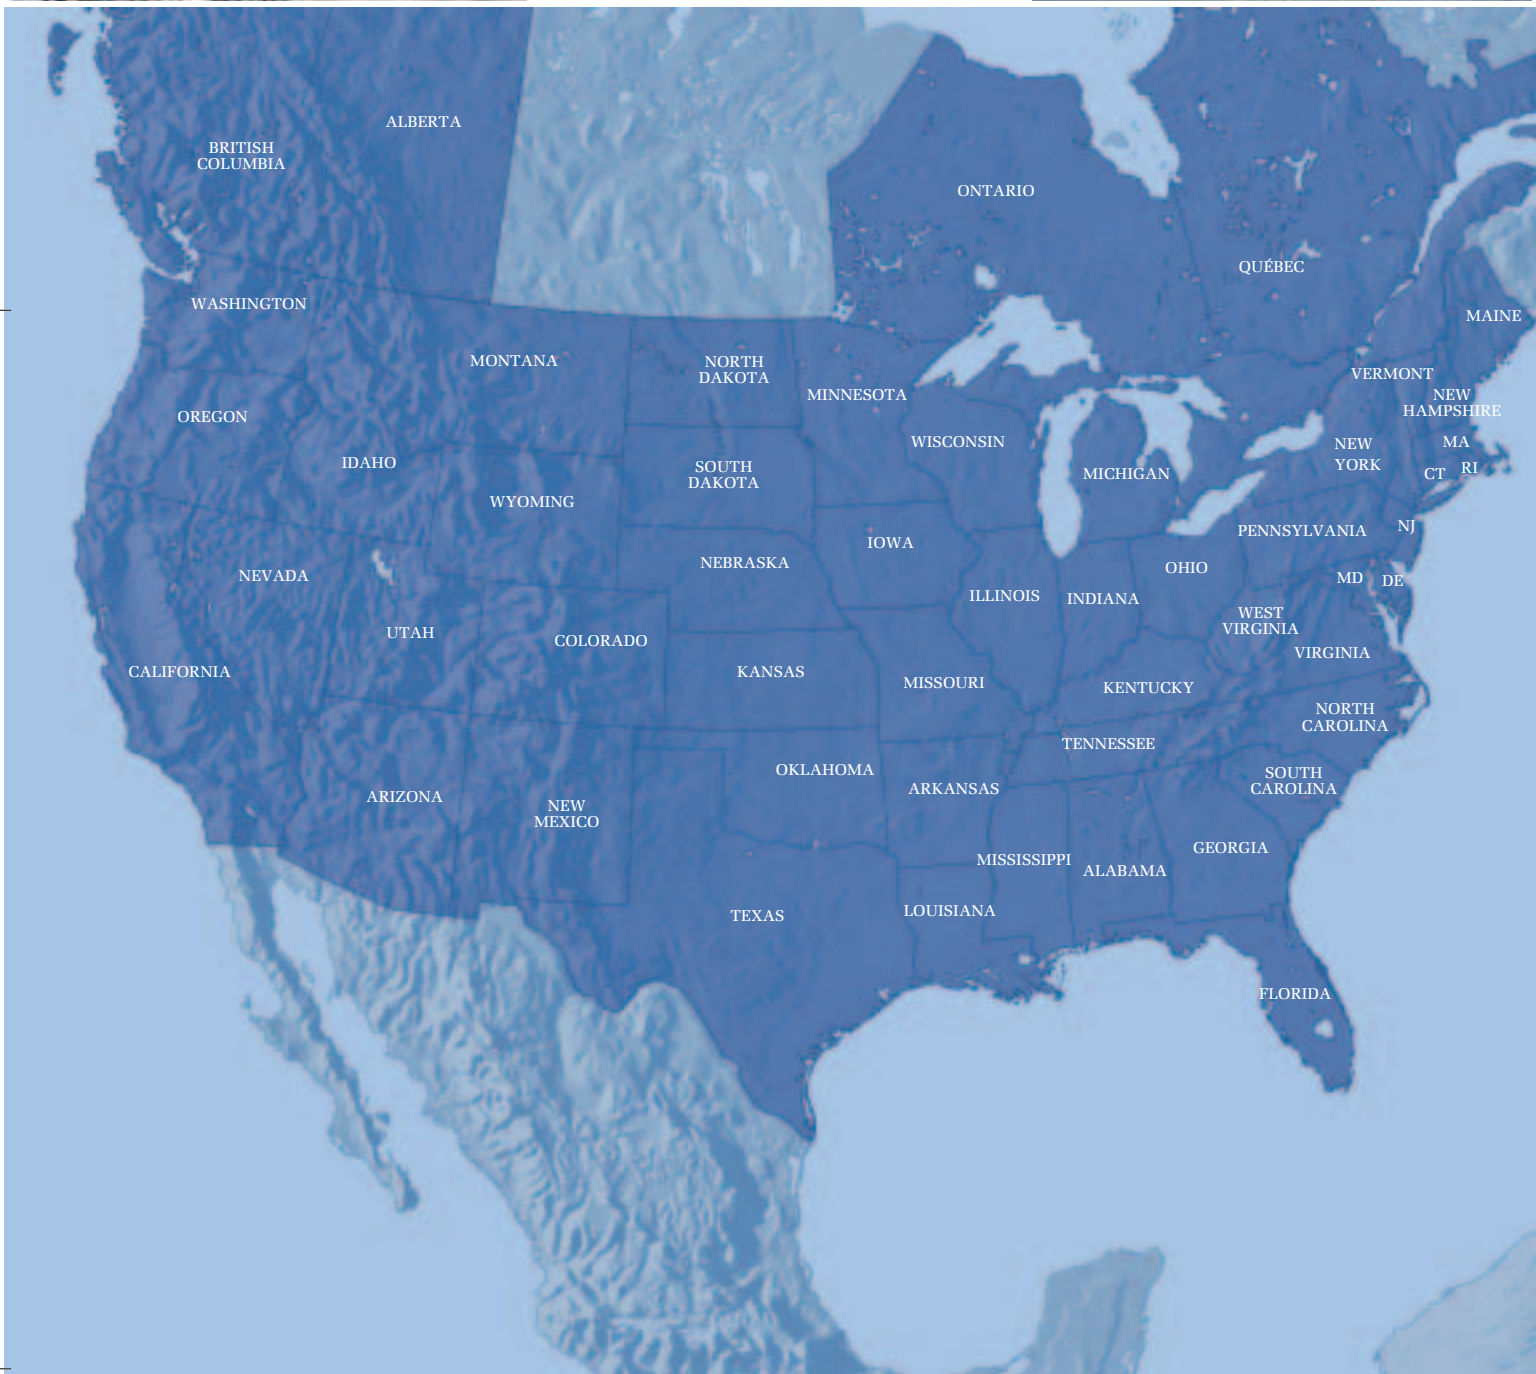 ALBERTA
BRITISH
COLUMBIA
ONTARIO
QUÉBEC
WASHINGTON
MAINE
MONTANA
NORTH
DAKOTA
VERMONT
MINNESOTA
NEW
HAMPSHIRE
OREGON
WISCONSIN
NEW
YORK
MA
IDAHO
SOUTH
DAKOTA
MICHIGAN
CT
RI
WYOMING
PENNSYLVANIA
NJ
IOWA
NEBRASKA
OHIO
NEVADA
MD
DE
ILLINOIS
INDIANA
WEST
VIRGINIA
UTAH
COLORADO
VIRGINIA
CALIFORNIA
KANSAS
MISSOURI
KENTUCKY
NORTH
CAROLINA
TENNESSEE
OKLAHOMA
SOUTH
CAROLINA
ARKANSAS
ARIZONA
NEW
MEXICO
GEORGIA
MISSISSIPPI
ALABAMA
LOUISIANA
TEXAS
FLORIDA